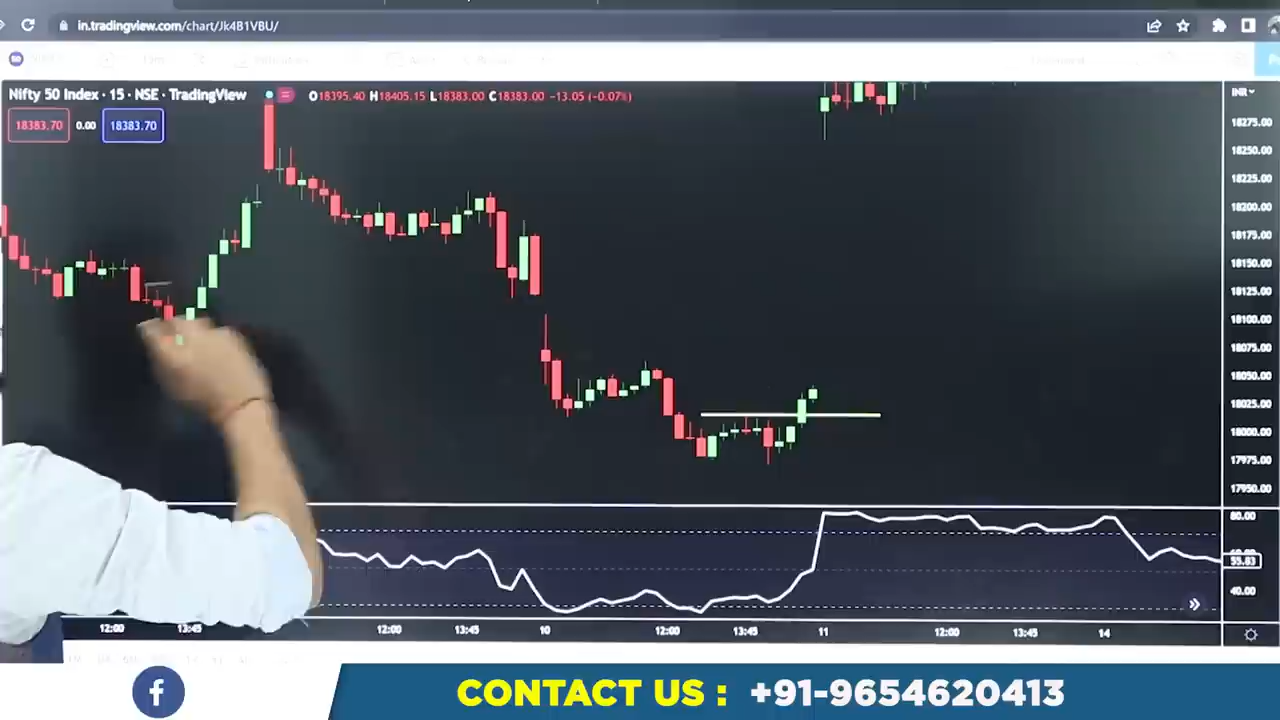 in.tradingview.com/chart/Jk4B1VBU/
Nifty 50 Index · 15 · NSE · TradingView O18395.40 H18405.15 L18383.00 C18383.00 −13.05 (−0.07%)
18383.70 0.00 18383.70
INR
18275.00
18250.00
18225.00
18200.00
18175.00
18150.00
18125.00
18100.00
18075.00
18050.00
18025.00
18000.00
17975.00
17950.00
80.00
55.83
40.00
12:00 13:45 12:00 13:45 10 12:00 13:45 11 12:00 13:45 14
CONTACT US : +91-9654620413